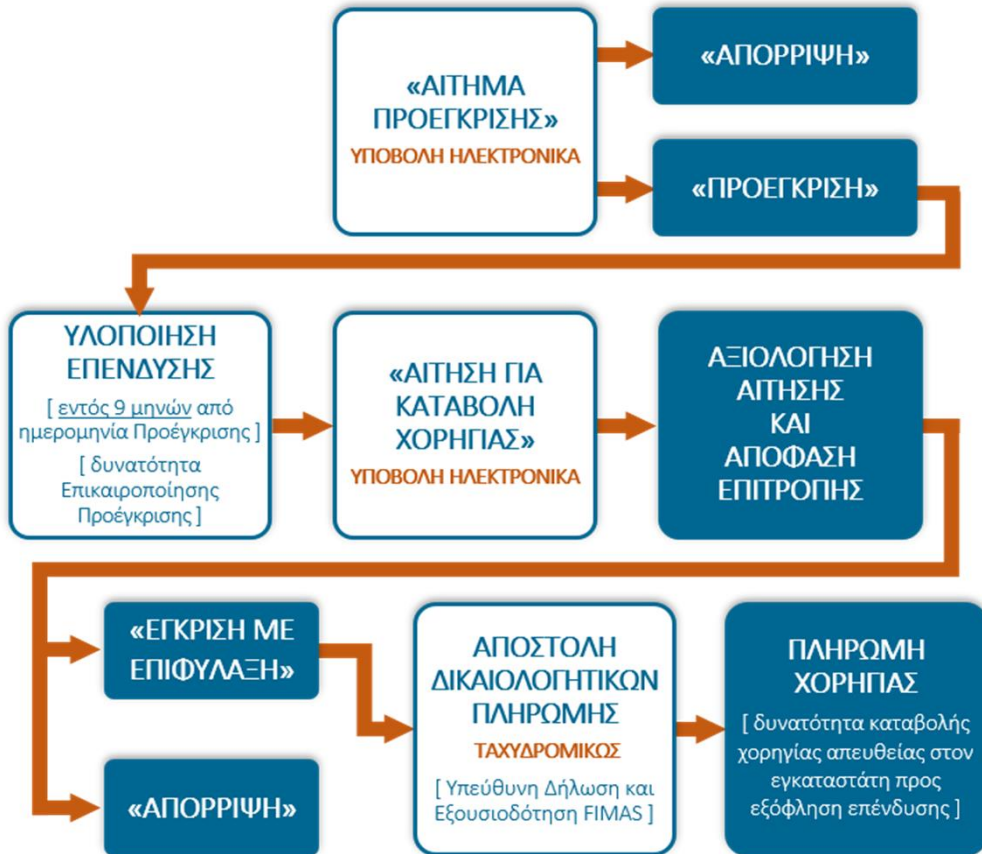 «ΑΙΤΗΜΑ
ΠΡΟΕΓΚΡΙΣΗΣ»
ΥΠΟΒΟΛΗ ΗΛΕΚΤΡΟΝΙΚΑ
«ΑΠΟΡΡΙΨΗ»
«ΠΡΟΕΓΚΡΙΣΗ»
ΥΛΟΠΟΙΗΣΗ
ΕΠΕΝΔΥΣΗΣ
[ εντός 9 μηνών από
ημερομηνία Προέγκρισης ]
[ δυνατότητα
Επικαιροποίησης
Προέγκρισης ]
«ΑΙΤΗΣΗ ΓΙΑ
ΚΑΤΑΒΟΛΗ
ΧΟΡΗΓΙΑΣ»
ΥΠΟΒΟΛΗ ΗΛΕΚΤΡΟΝΙΚΑ
ΑΞΙΟΛΟΓΗΣΗ
ΑΙΤΗΣΗΣ
ΚΑΙ
ΑΠΟΦΑΣΗ
ΕΠΙΤΡΟΠΗΣ
«ΕΓΚΡΙΣΗ ΜΕ
ΕΠΙΦΥΛΑΞΗ»
«ΑΠΟΡΡΙΨΗ»
ΑΠΟΣΤΟΛΗ
ΔΙΚΑΙΟΛΟΓΗΤΙΚΩΝ
ΠΛΗΡΩΜΗΣ
ΤΑΧΥΔΡΟΜΙΚΩΣ
[ Υπεύθυνη Δήλωση και
Εξουσιοδότηση FIMAS ]
ΠΛΗΡΩΜΗ
ΧΟΡΗΓΙΑΣ
[ δυνατότητα καταβολής
χορηγίας απευθείας στον
εγκαταστάτη προς
εξόφληση επένδυσης ]